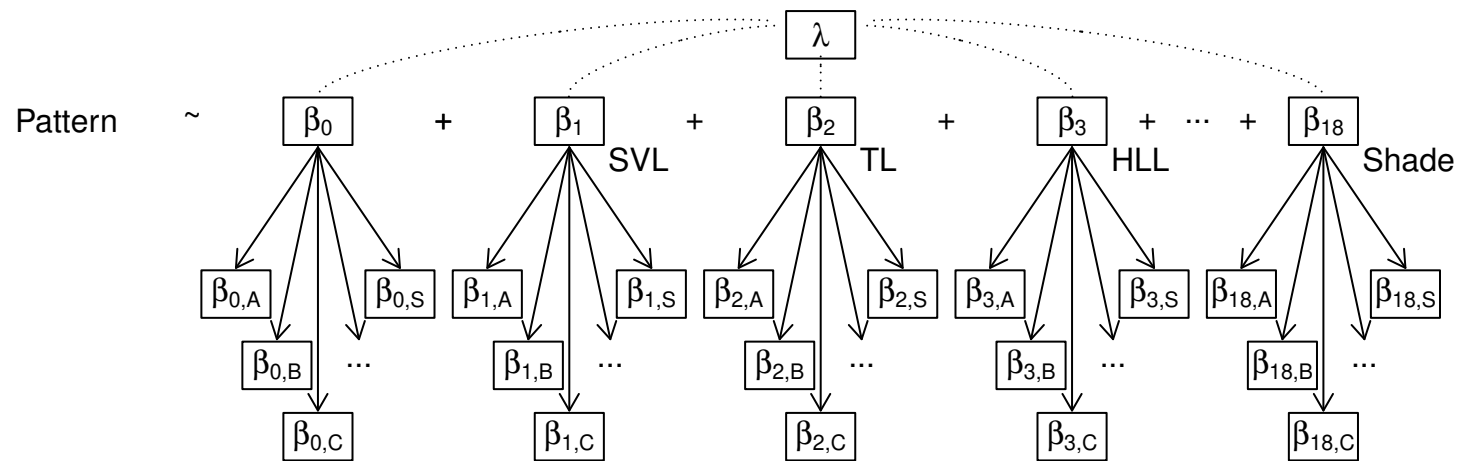 λ
Pattern ~ β0 + β1 + β2 + β3 + ··· + β18
SVL TL HLL Shade
β0,A β0,S β1,A β1,S β2,A β2,S β3,A β3,S β18,A β18,S
β0,B ... β1,B ... β2,B ... β3,B ... β18,B ...
β0,C β1,C β2,C β3,C β18,C